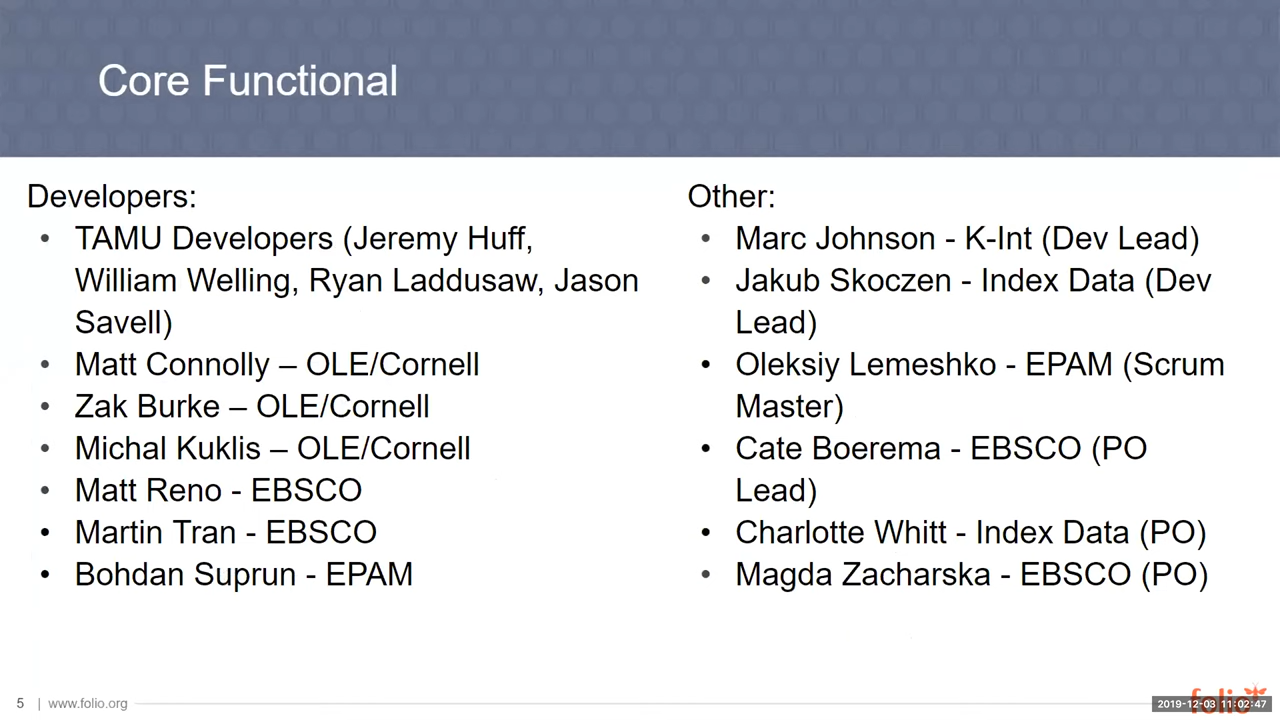 Core Functional
Developers:
• TAMU Developers (Jeremy Huff,
William Welling, Ryan Laddusaw, Jason
Savell)
• Matt Connolly – OLE/Cornell
• Zak Burke – OLE/Cornell
• Michal Kuklis – OLE/Cornell
• Matt Reno - EBSCO
• Martin Tran - EBSCO
• Bohdan Suprun - EPAM
Other:
• Marc Johnson - K-Int (Dev Lead)
• Jakub Skoczen - Index Data (Dev
Lead)
• Oleksiy Lemeshko - EPAM (Scrum
Master)
• Cate Boerema - EBSCO (PO
Lead)
• Charlotte Whitt - Index Data (PO)
• Magda Zacharska - EBSCO (PO)
5 | www.folio.org
folio
2019-12-03 11:02:47